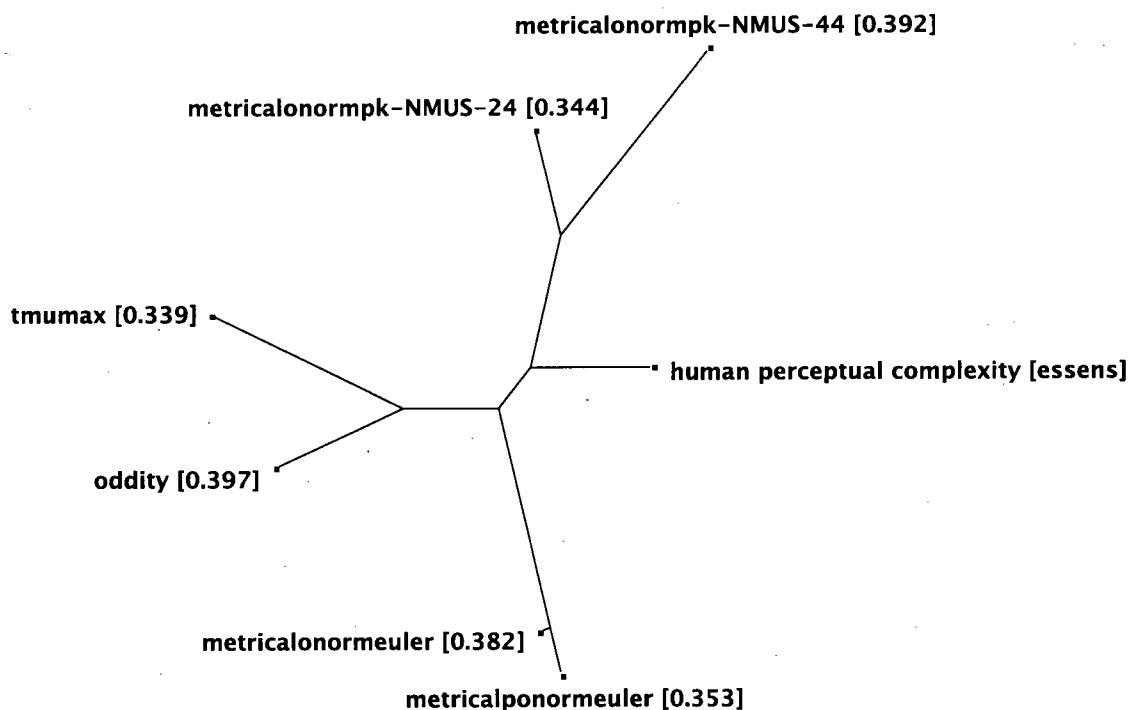 metricalonormpk-NMUS-44 [0.392]
metricalonormpk-NMUS-24 [0.344]
tmumax [0.339]
human perceptual complexity [essens]
oddity [0.397]
metricalonormeuler [0.382]
metricalponormeuler [0.353]